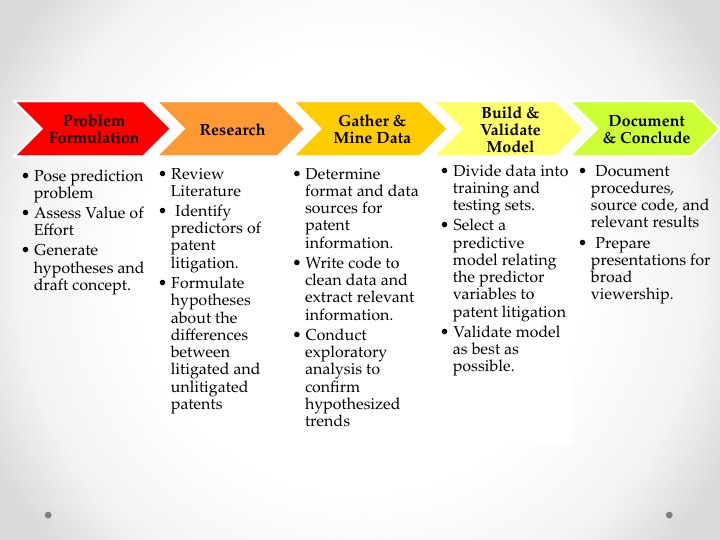 Problem
Formulation
Research
Gather &
Mine Data
Build &
Validate
Model
Document
& Conclude
• Pose prediction
problem
• Assess Value of
Effort
• Generate
hypotheses and
draft concept.
• Review
Literature
• Identify
predictors of
patent
litigation.
• Formulate
hypotheses
about the
differences
between
litigated and
unlitigated
patents
• Determine
format and data
sources for
patent
information.
• Write code to
clean data and
extract relevant
information.
• Conduct
exploratory
analysis to
confirm
hypothesized
trends
• Divide data into
training and
testing sets.
• Select a
predictive
model relating
the predictor
variables to
patent litigation
• Validate model
as best as
possible.
• Document
procedures,
source code, and
relevant results
• Prepare
presentations for
broad
viewership.